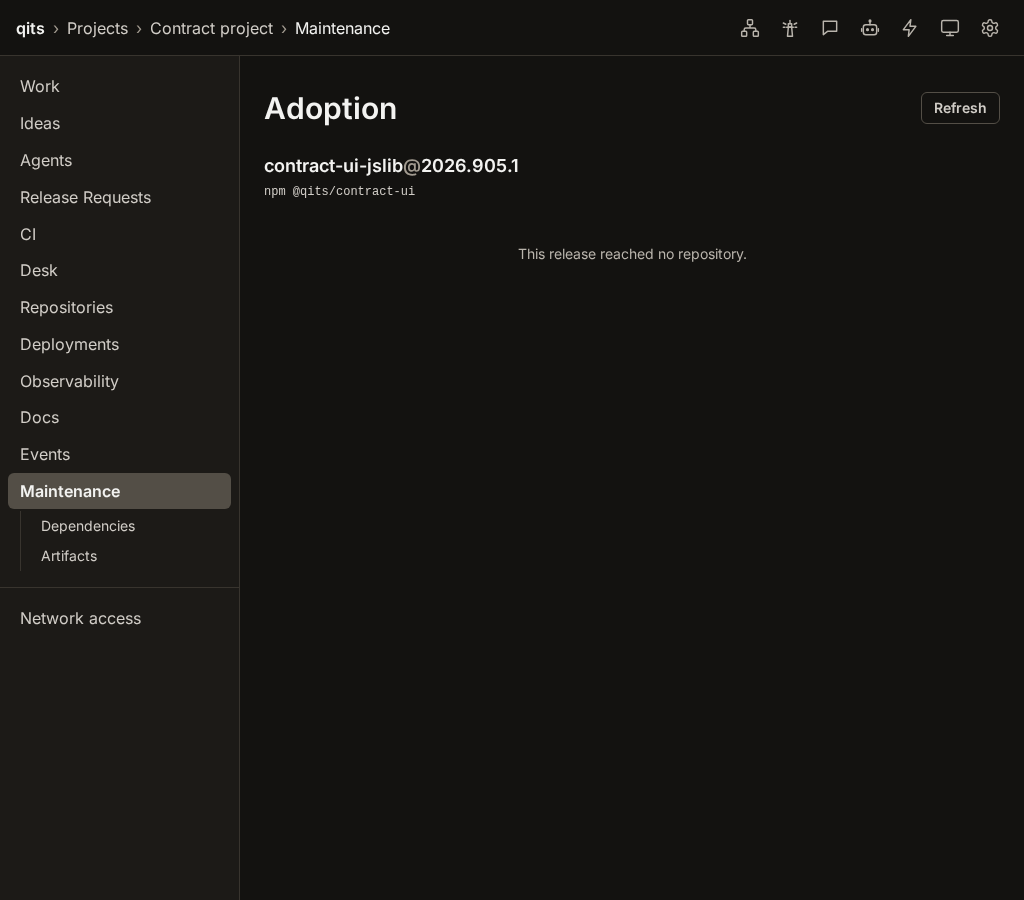 qits › Projects › Contract project › Maintenance
Work
Ideas
Agents
Release Requests
CI
Desk
Repositories
Deployments
Observability
Docs
Events
Maintenance
Dependencies
Artifacts
Network access
Adoption
Refresh
contract-ui-jslib@2026.905.1
npm @qits/contract-ui
This release reached no repository.